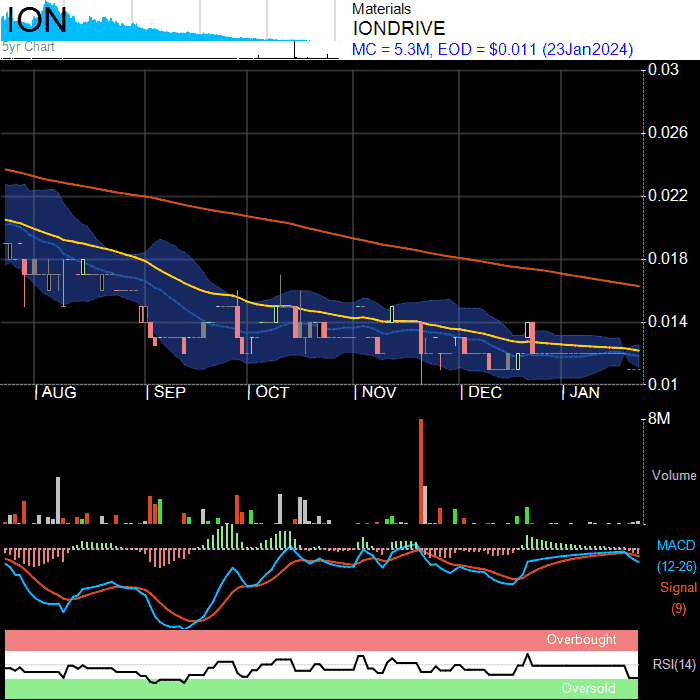 ION
5yr Chart
Materials
IONDRIVE
MC = 5.3M, EOD = $0.011 (23Jan2024)
0.03
0.026
0.022
0.018
0.014
0.01
AUG SEP OCT NOV DEC JAN
8M
Volume
MACD
(12-26)
Signal
(9)
Overbought
RSI(14)
Oversold